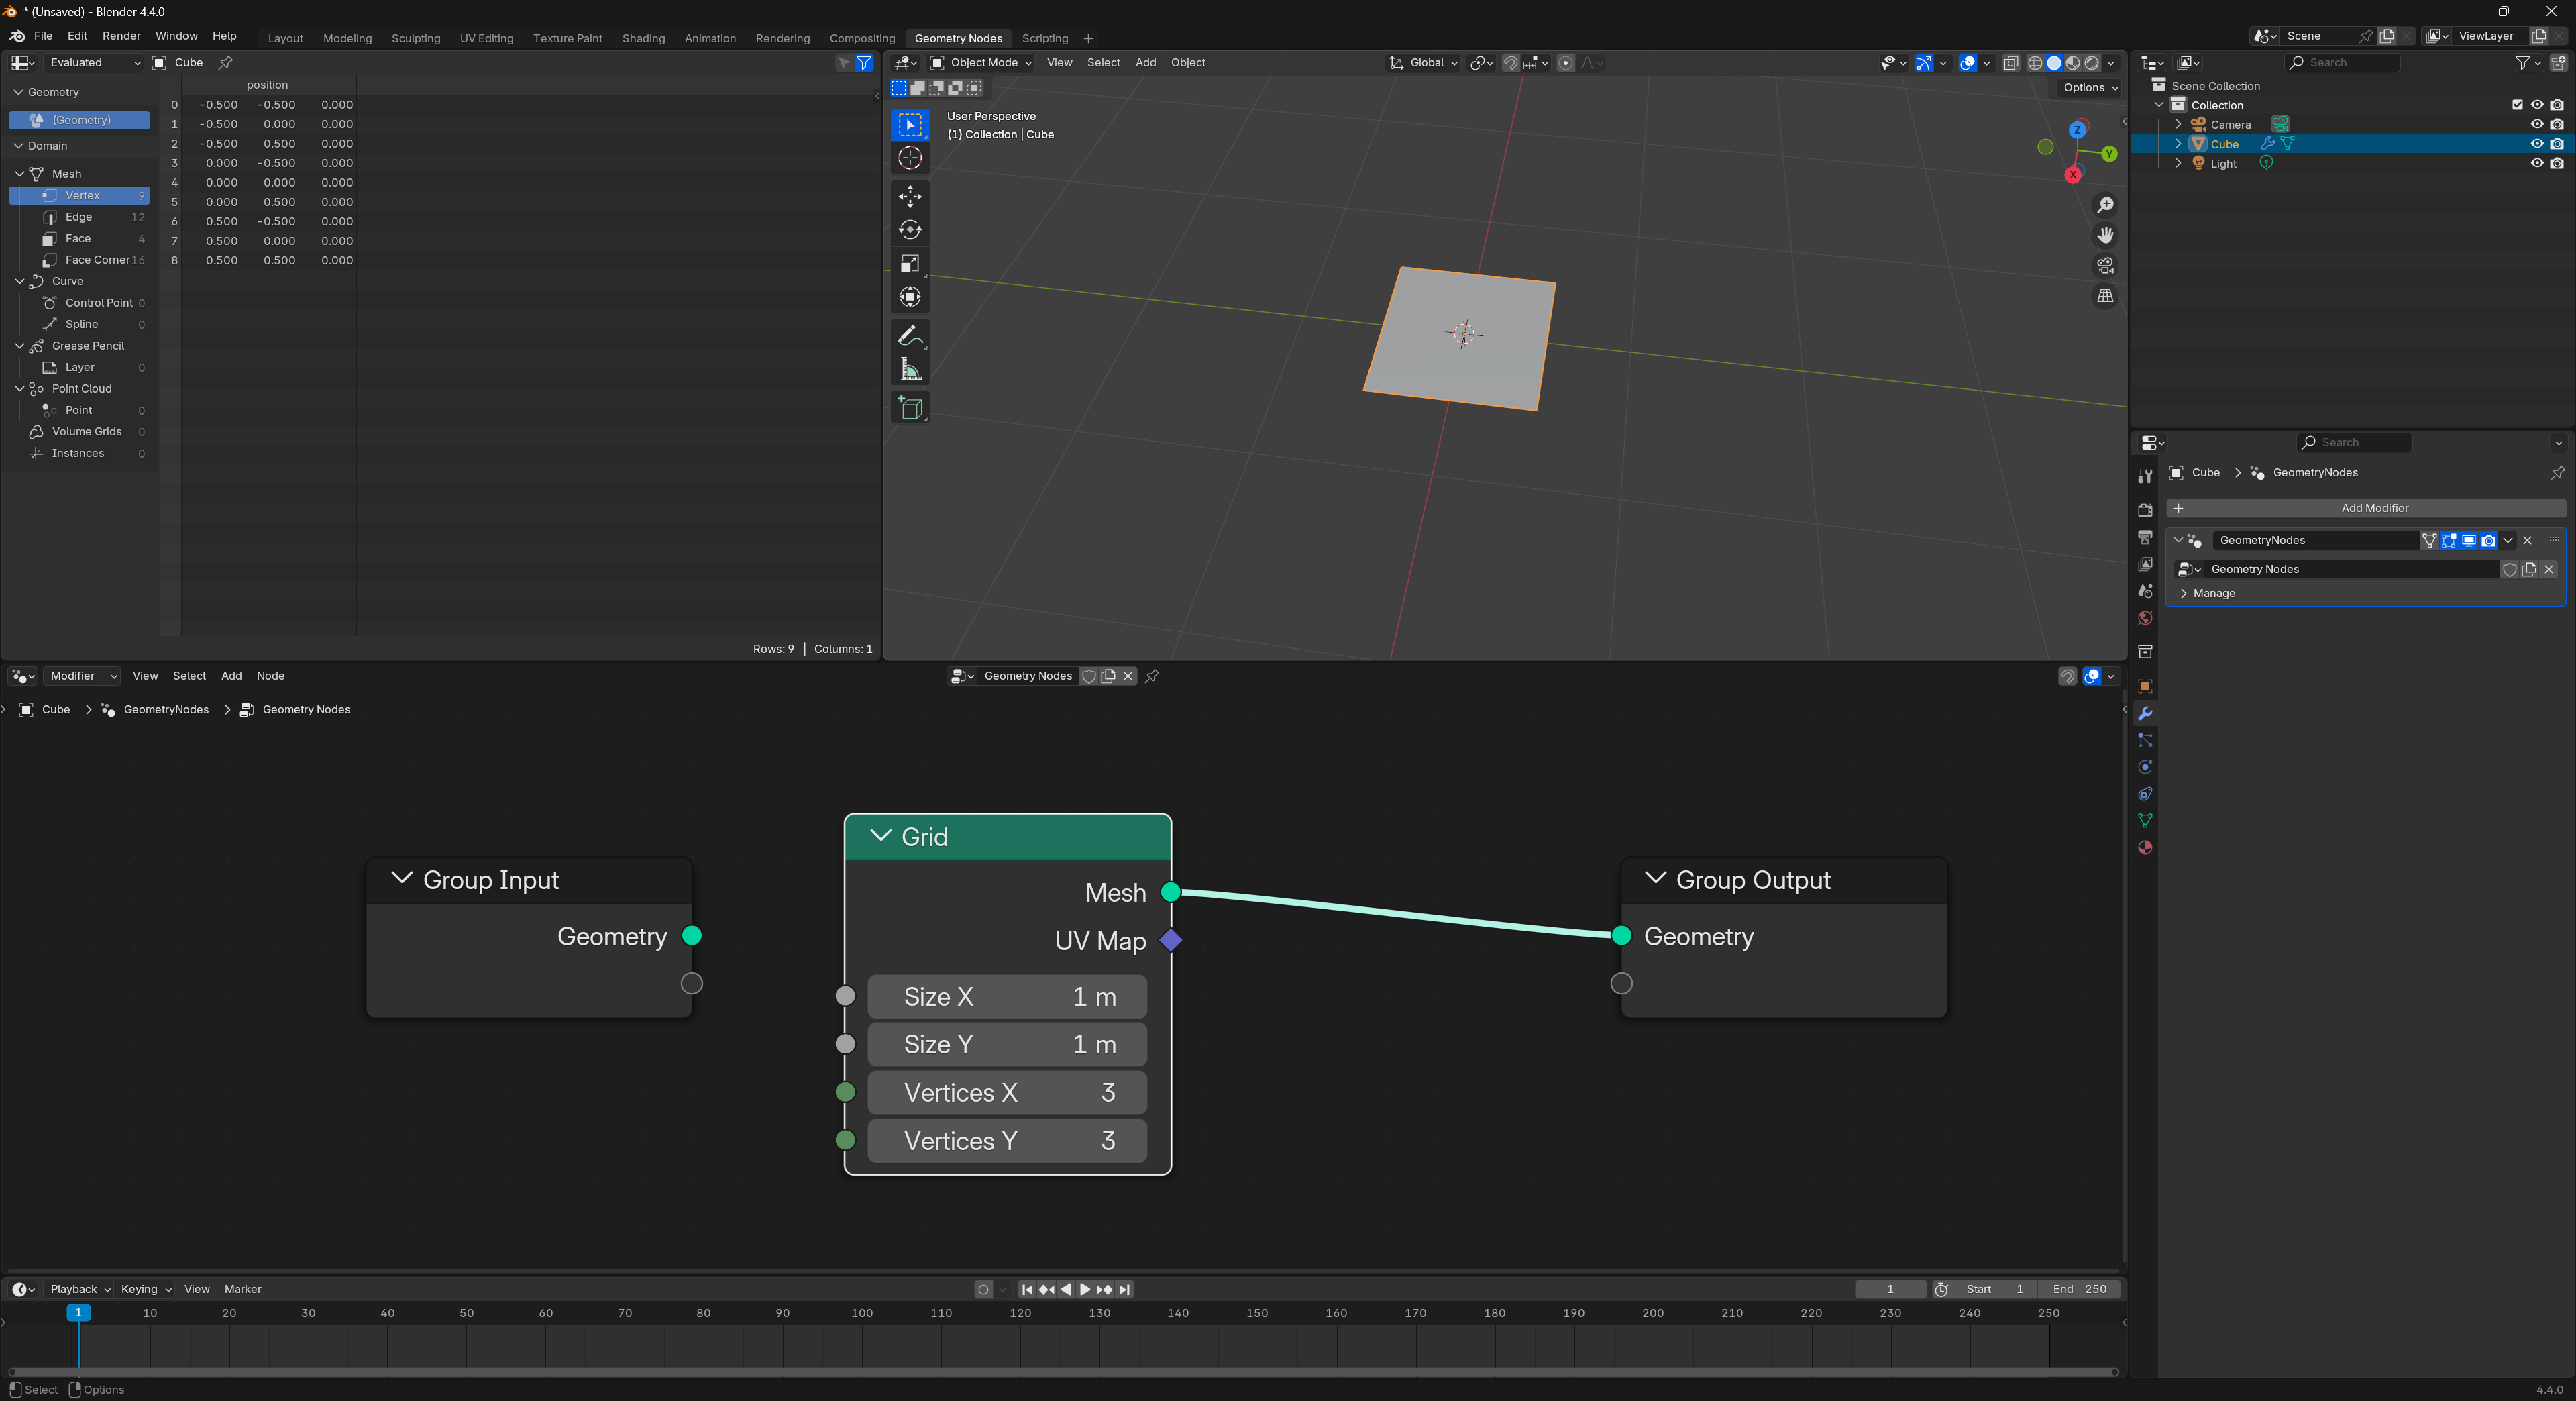 * (Unsaved) - Blender 4.4.0
File Edit Render Window Help Layout Modeling Sculpting UV Editing Texture Paint Shading Animation Rendering Compositing Geometry Nodes Scripting + Scene ViewLayer
Evaluated Cube
position
Geometry
(Geometry)
Domain
Mesh
Vertex 9
Edge 12
Face 4
Face Corner 16
Curve
Control Point 0
Spline 0
Grease Pencil
Layer 0
Point Cloud
Point 0
Volume Grids 0
Instances 0
0 -0.500 -0.500 0.000
1 -0.500 0.000 0.000
2 -0.500 0.500 0.000
3 0.000 -0.500 0.000
4 0.000 0.000 0.000
5 0.000 0.500 0.000
6 0.500 -0.500 0.000
7 0.500 0.000 0.000
8 0.500 0.500 0.000
Rows: 9 | Columns: 1
Object Mode View Select Add Object Global
Options
User Perspective
(1) Collection | Cube
Z
Y
X
Search
Scene Collection
Collection
Camera
Cube
Light
Search
Cube > GeometryNodes
+ Add Modifier
GeometryNodes
Geometry Nodes
Manage
Modifier View Select Add Node Geometry Nodes
Cube > GeometryNodes > Geometry Nodes
Group Input
Geometry
Grid
Mesh
UV Map
Size X 1 m
Size Y 1 m
Vertices X 3
Vertices Y 3
Group Output
Geometry
Playback Keying View Marker 1 Start 1 End 250
1 10 20 30 40 50 60 70 80 90 100 110 120 130 140 150 160 170 180 190 200 210 220 230 240 250
Select Options 4.4.0